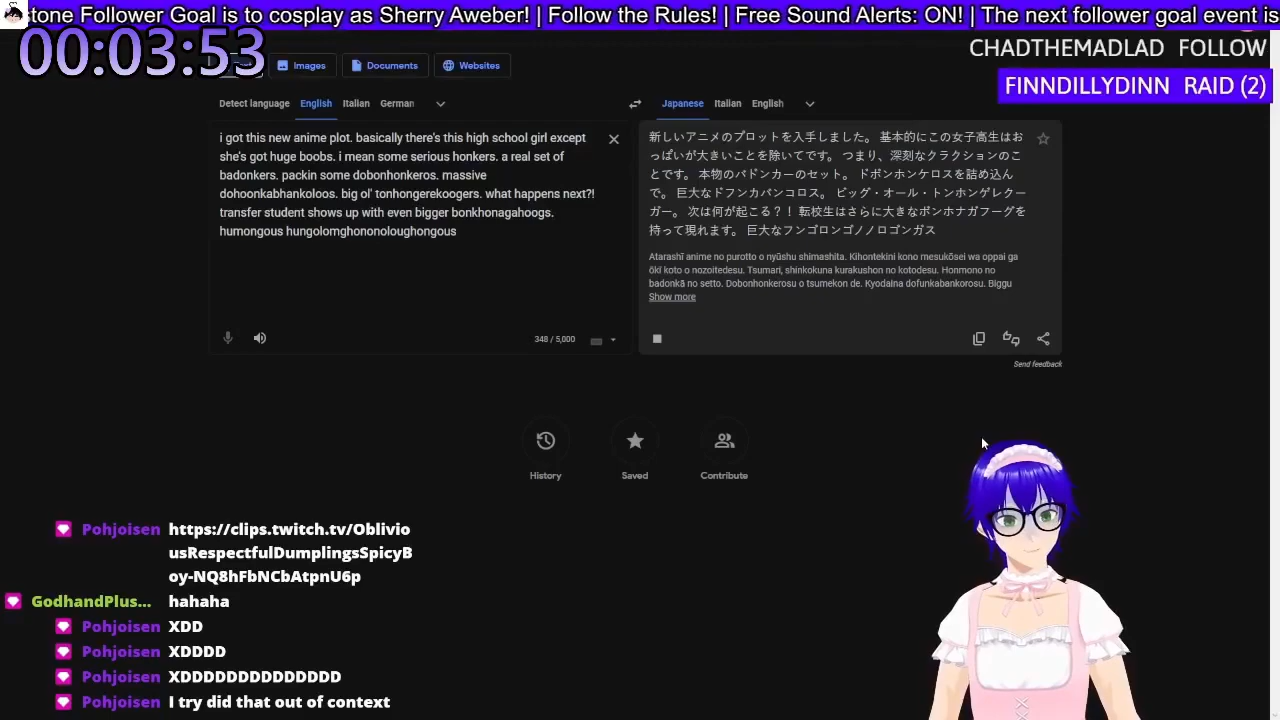 stone Follower Goal is to cosplay as Sherry Aweber! | Follow the Rules! | Free Sound Alerts: ON! | The next follower goal event is
00:03:53
CHADTHEMADLAD FOLLOW
FINNDILLYDINN RAID (2)
Images
Documents
Websites
Detect language
English
Italian
German
Japanese
Italian
English
i got this new anime plot. basically there's this high school girl except
she's got huge boobs. i mean some serious honkers. a real set of
badonkers. packin some dobonhonkeros. massive
dohoonkabhankoloos. big ol' tonhongerekoogers. what happens next?!
transfer student shows up with even bigger bonkhonagahoogs.
humongous hungolomghononoloughongous
348 / 5,000
新しいアニメのプロットを入手しました。 基本的にこの女子高生はお
っぱいが大きいことを除いてです。 つまり、深刻なクラクションのこ
とです。 本物のバドンカーのセット。 ドボンホンケロスを詰め込ん
で。 巨大なドフンカバンコロス。 ビッグ・オール・トンホンゲレクー
ガー。 次は何が起こる？！ 転校生はさらに大きなボンホナガフーグを
持って現れます。 巨大なフンゴロンゴノノロゴンガス
Atarashī anime no purotto o nyūshu shimashita. Kihontekini kono mesukōsei wa oppai ga
ōkī koto o nozoitedesu. Tsumari, shinkokuna kurakushon no kotodesu. Honmono no
badonkā no setto. Dobonhonkerosu o tsumekon de. Kyodaina dofunkabankorosu. Biggu
Show more
Send feedback
History
Saved
Contribute
Pohjoisen https://clips.twitch.tv/Oblivio
usRespectfulDumplingsSpicyB
oy-NQ8hFbNCbAtpnU6p
GodhandPlus... hahaha
Pohjoisen XDD
Pohjoisen XDDDD
Pohjoisen XDDDDDDDDDDDDDD
Pohjoisen I try did that out of context